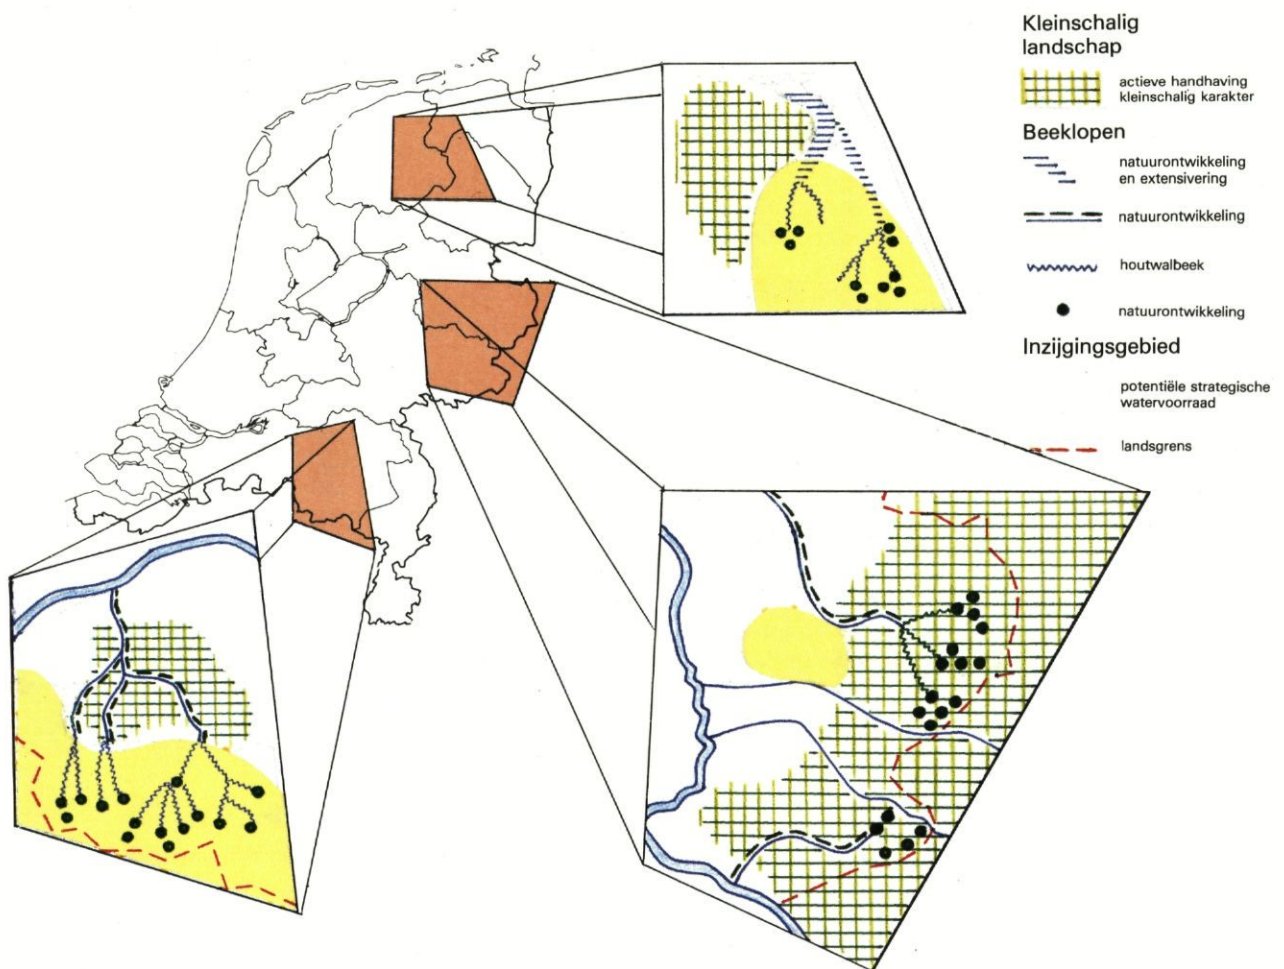 Kleinschalig
landschap
actieve handhaving
kleinschalig karakter
Beeklopen
natuurontwikkeling
en extensivering
natuurontwikkeling
houtwalbeek
natuurontwikkeling
Inzijgingsgebied
potentiële strategische
watervoorraad
landsgrens